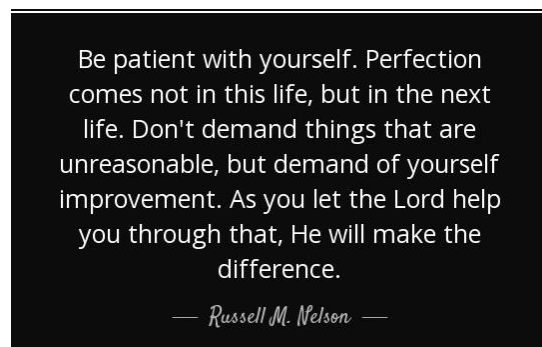 Be patient with yourself. Perfection
comes not in this life, but in the next
life. Don't demand things that are
unreasonable, but demand of yourself
improvement. As you let the Lord help
you through that, He will make the
difference.
— Russell M. Nelson —